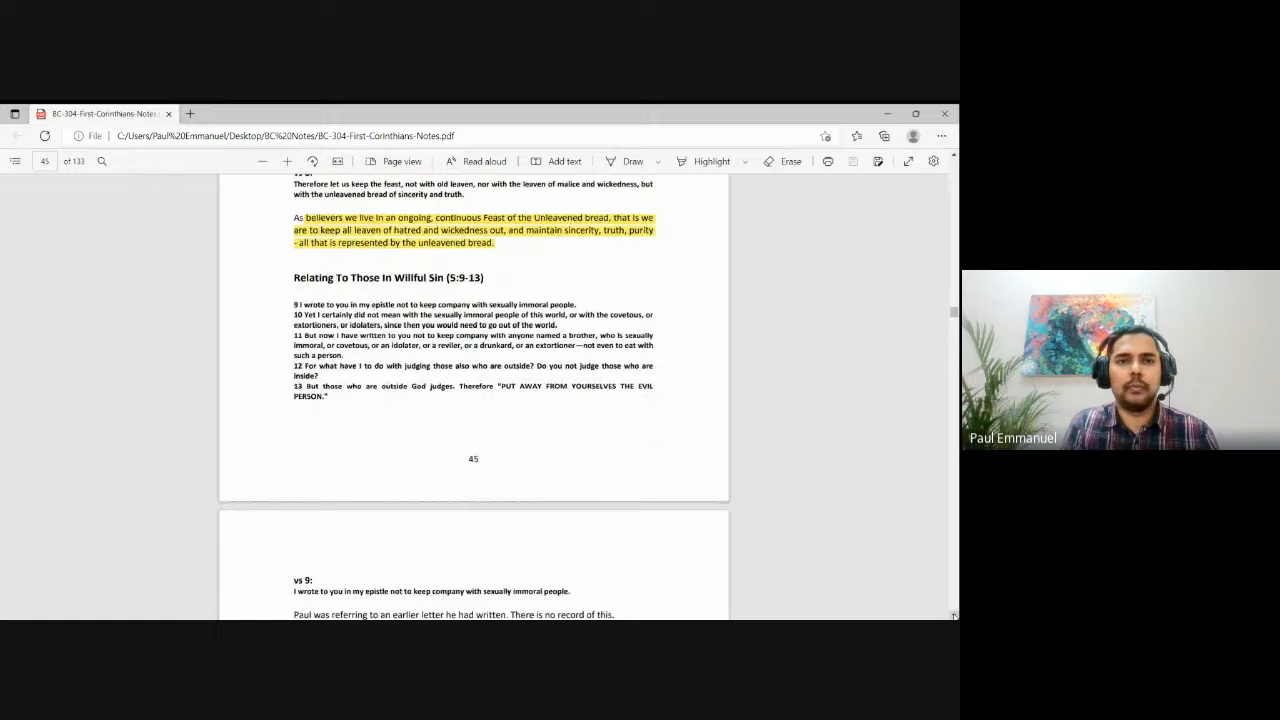 BC-304-First-Corinthians-Notes
File C:/Users/Paul%20Emmanuel/Desktop/BC%20Notes/BC-304-First-Corinthians-Notes.pdf
45 of 133 Page view Read aloud Add text Draw Highlight Erase
Therefore let us keep the feast, not with old leaven, nor with the leaven of malice and wickedness, but
with the unleavened bread of sincerity and truth.
As believers we live in an ongoing, continuous Feast of the Unleavened bread, that is we
are to keep all leaven of hatred and wickedness out, and maintain sincerity, truth, purity
- all that is represented by the unleavened bread.
Relating To Those In Willful Sin (5:9-13)
9 I wrote to you in my epistle not to keep company with sexually immoral people.
10 Yet I certainly did not mean with the sexually immoral people of this world, or with the covetous, or
extortioners, or idolaters, since then you would need to go out of the world.
11 But now I have written to you not to keep company with anyone named a brother, who is sexually
immoral, or covetous, or an idolater, or a reviler, or a drunkard, or an extortioner—not even to eat with
such a person.
12 For what have I to do with judging those also who are outside? Do you not judge those who are
inside?
13 But those who are outside God judges. Therefore "PUT AWAY FROM YOURSELVES THE EVIL
PERSON."
45
vs 9:
I wrote to you in my epistle not to keep company with sexually immoral people.
Paul was referring to an earlier letter he had written. There is no record of this.
Paul Emmanuel